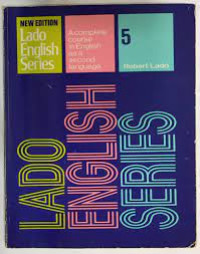 NEW EDITION
Lado
English
Series
A complete
course
in English
as a
second
language
5
Robert Lado
LADO
ENGLISH
SERIES